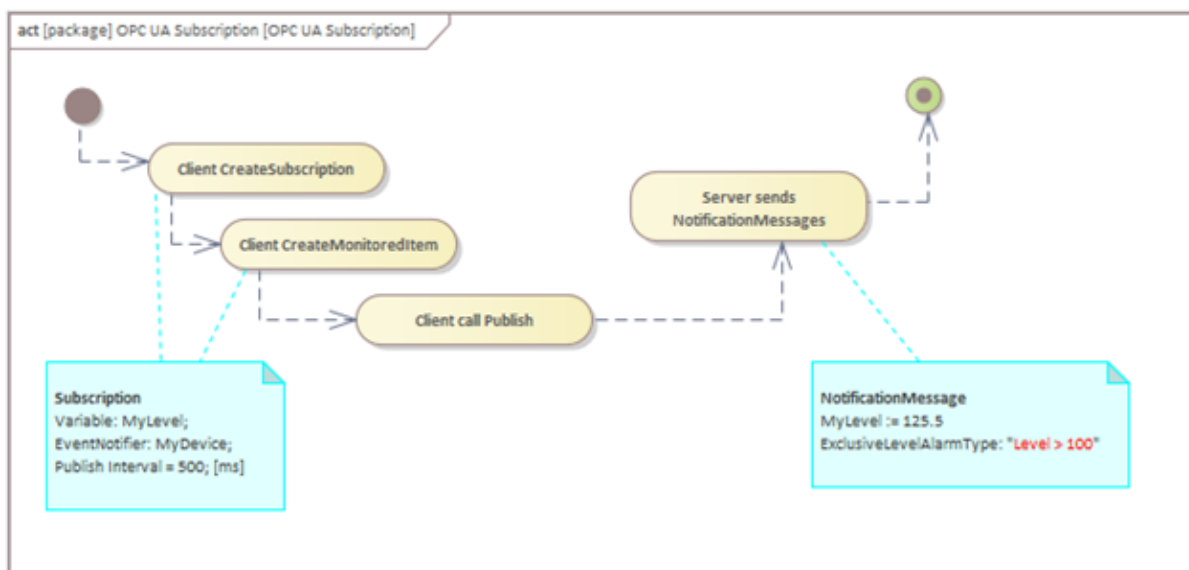 act [package] OPC UA Subscription [OPC UA Subscription]
Client CreateSubscription
Client CreateMonitoredItem
Client call Publish
Server sends
NotificationMessages
Subscription
Variable: MyLevel;
EventNotifier: MyDevice;
Publish Interval = 500; [ms]
NotificationMessage
MyLevel := 125.5
ExclusiveLevelAlarmType: "Level > 100"